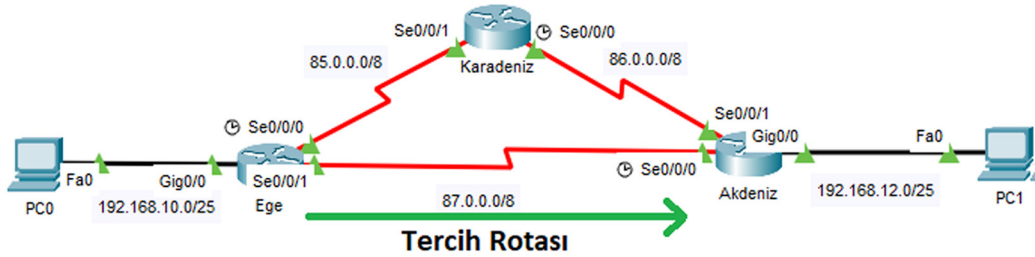 Se0/0/1
Se0/0/0
Karadeniz
85.0.0.0/8
86.0.0.0/8
Se0/0/0
Se0/0/1
Gig0/0
Fa0
Fa0
Gig0/0
Se0/0/1
Se0/0/0
PC0
192.168.10.0/25
Ege
87.0.0.0/8
Akdeniz
192.168.12.0/25
PC1
Tercih Rotası